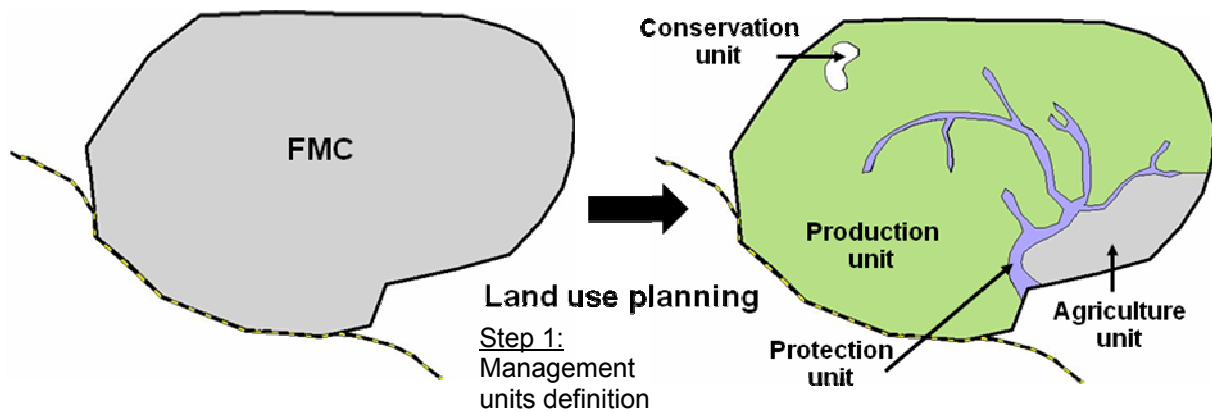 FMC
Land use planning
Step 1:
Management
units definition
Conservation
unit
Production
unit
Agriculture
unit
Protection
unit